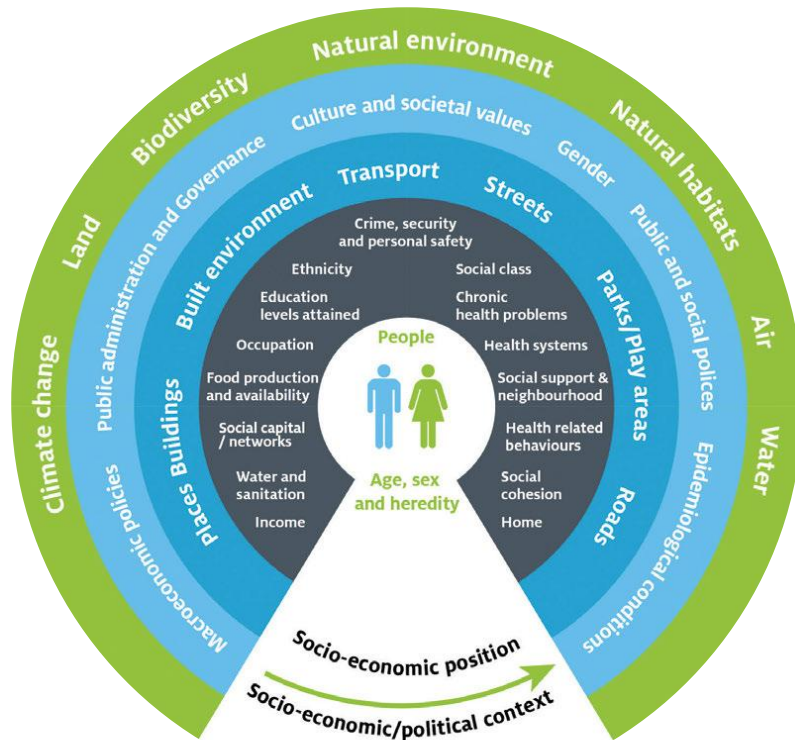 Climate change
Land
Biodiversity
Natural environment
Natural habitats
Air
Water
Macroeconomic policies
Public administration and Governance
Culture and societal values
Gender
Public and social polices
Epidemiological conditions
Places
Buildings
Built environment
Transport
Streets
Parks/Play areas
Roads
Crime, security
and personal safety
Ethnicity
Education
levels attained
Occupation
Food production
and availability
Social capital
/ networks
Water and
sanitation
Income
Social class
Chronic
health problems
Health systems
Social support &
neighbourhood
Health related
behaviours
Social
cohesion
Home
People
Age, sex
and heredity
Socio-economic position
Socio-economic/political context